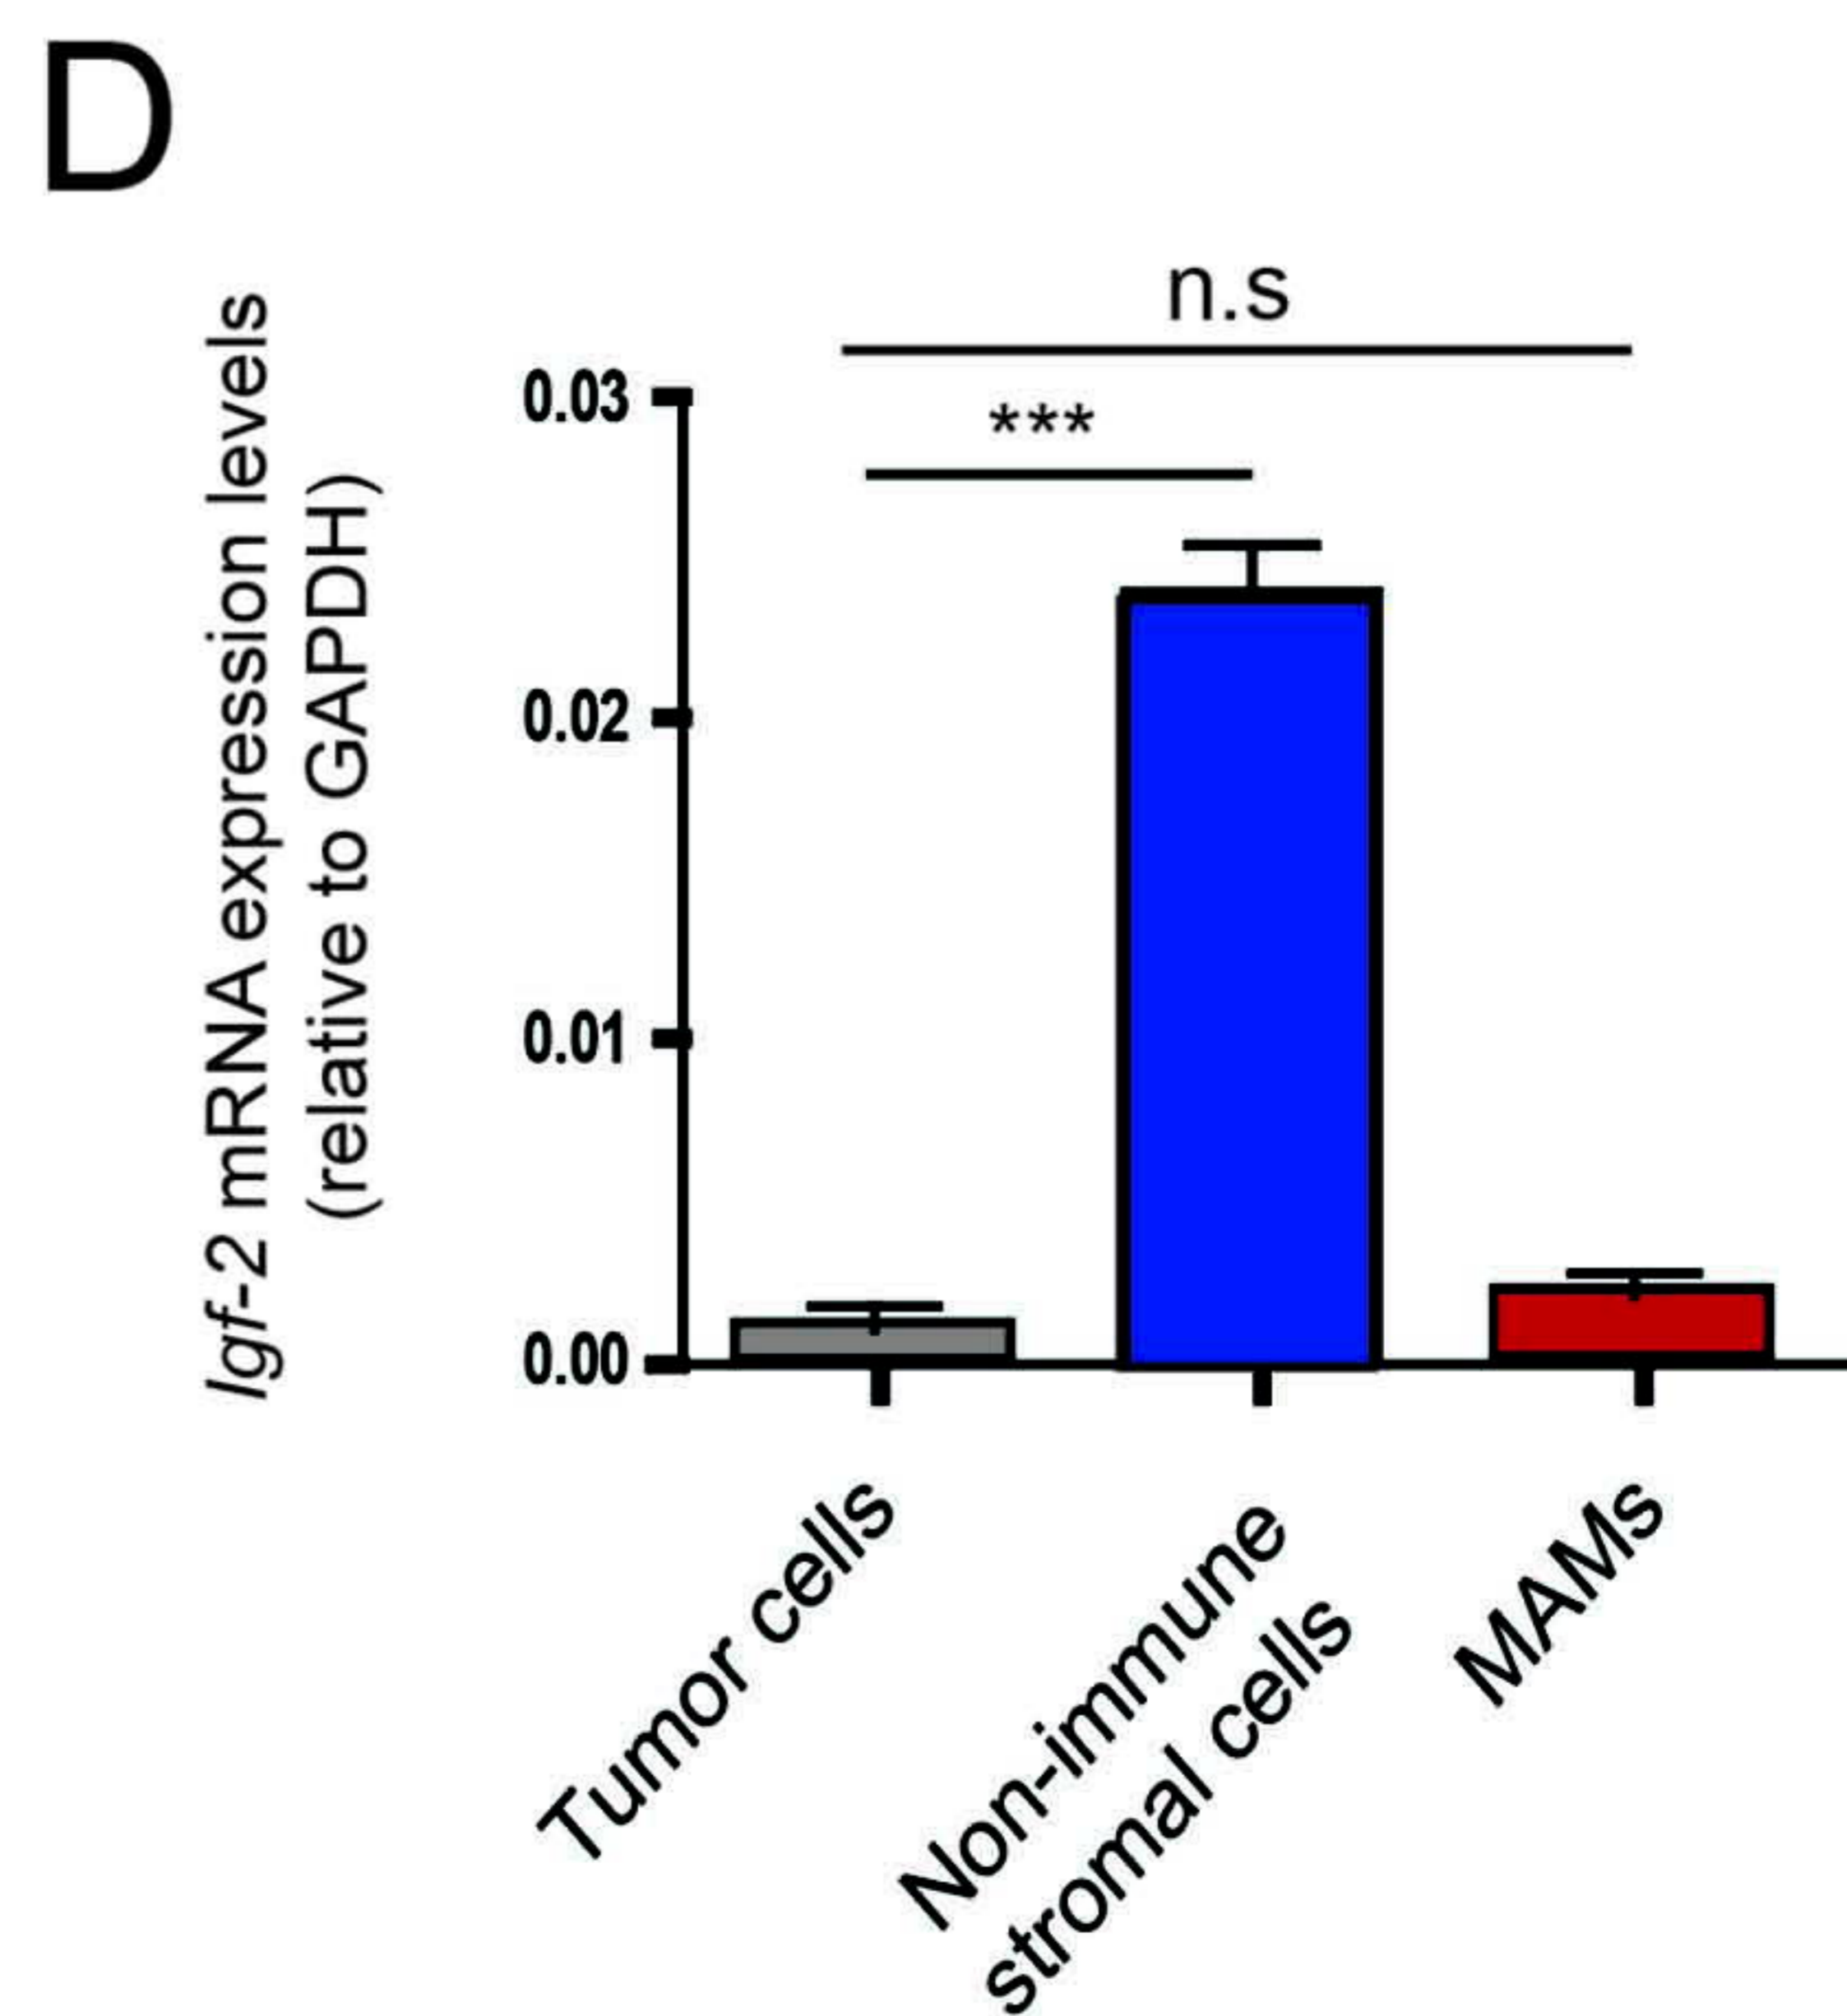 D
n.s
***
Igf-2 mRNA expression levels
(relative to GAPDH)
0.03
0.02
0.01
0.00
Tumor cells
Non-immune
stromal cells
MAMs